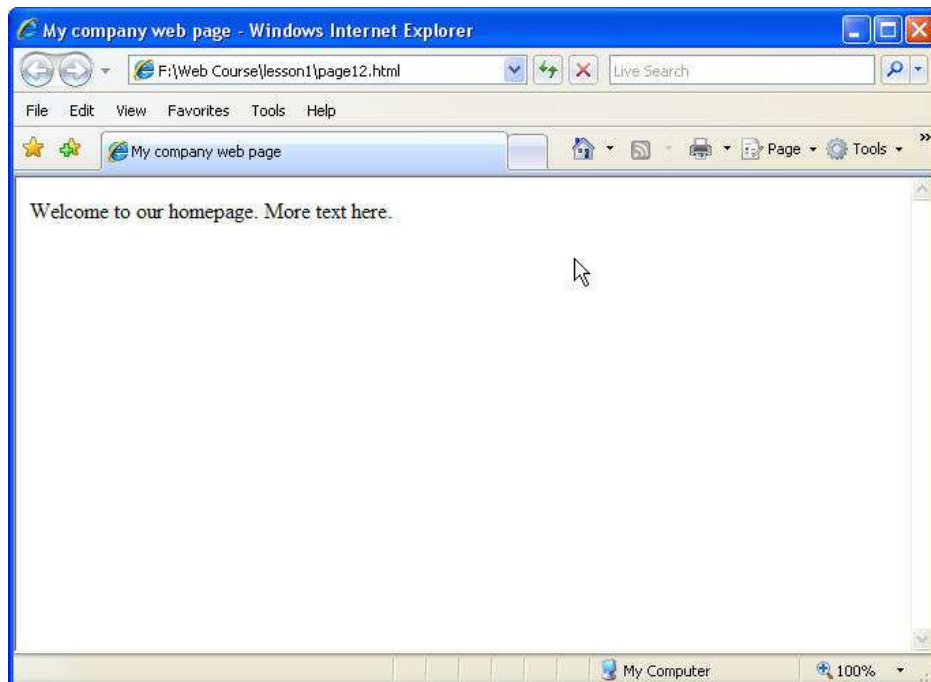 My company web page - Windows Internet Explorer
F:\Web Course\lesson1\page12.html
Live Search
File Edit View Favorites Tools Help
My company web page
Page Tools »
Welcome to our homepage. More text here.
My Computer 100%